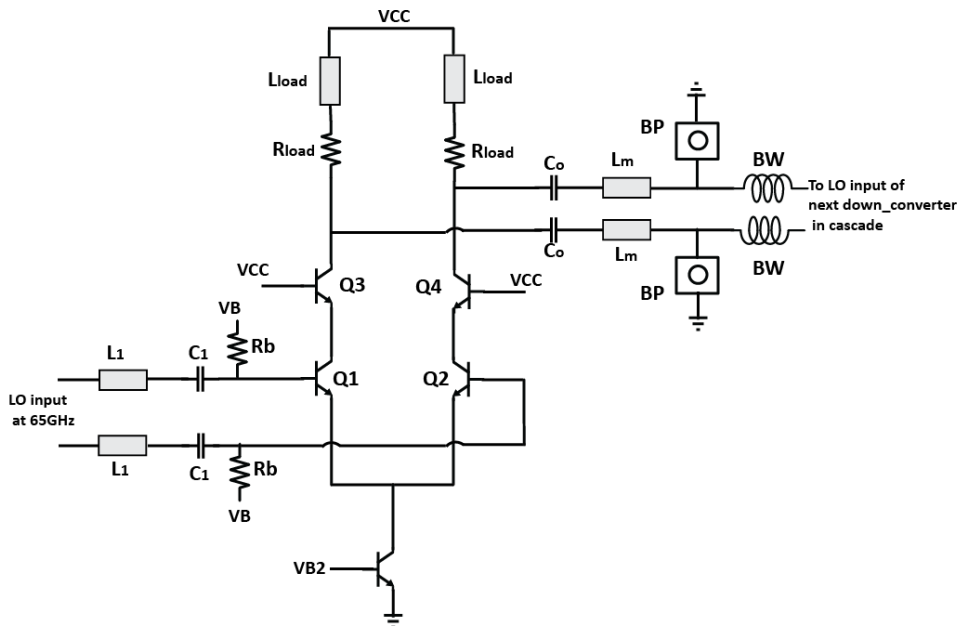 VCC
Lload
Lload
Rload
Rload
BP
Co
Lm
BW
To LO input of
next down_converter
in cascade
Co
Lm
BW
BP
VCC
Q3
Q4
VCC
VB
Rb
L1
C1
Q1
Q2
LO input
at 65GHz
L1
C1
Rb
VB
VB2